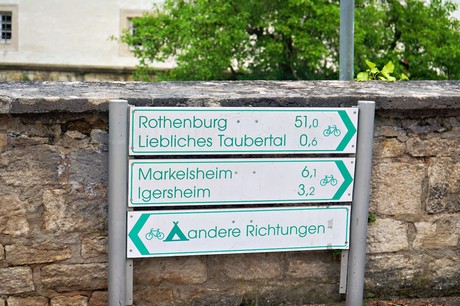 Rothenburg 51,0
Liebliches Taubertal 0,6
Markelsheim 6,1
Igersheim 3,2
andere Richtungen